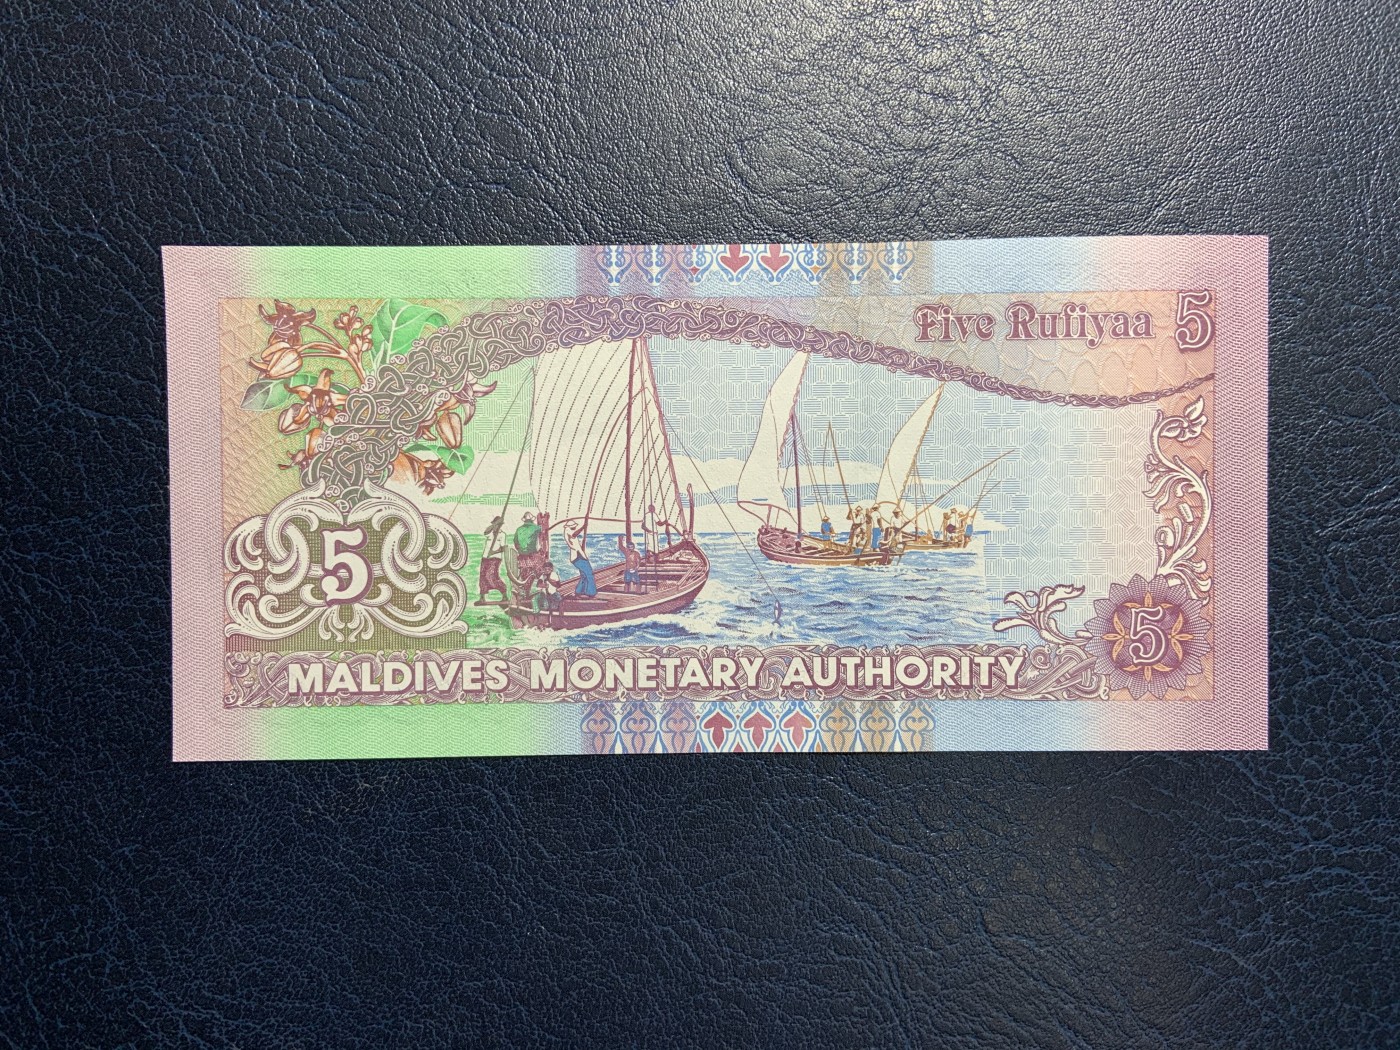 Five Rufiyaa 5
5
5
MALDIVES MONETARY AUTHORITY